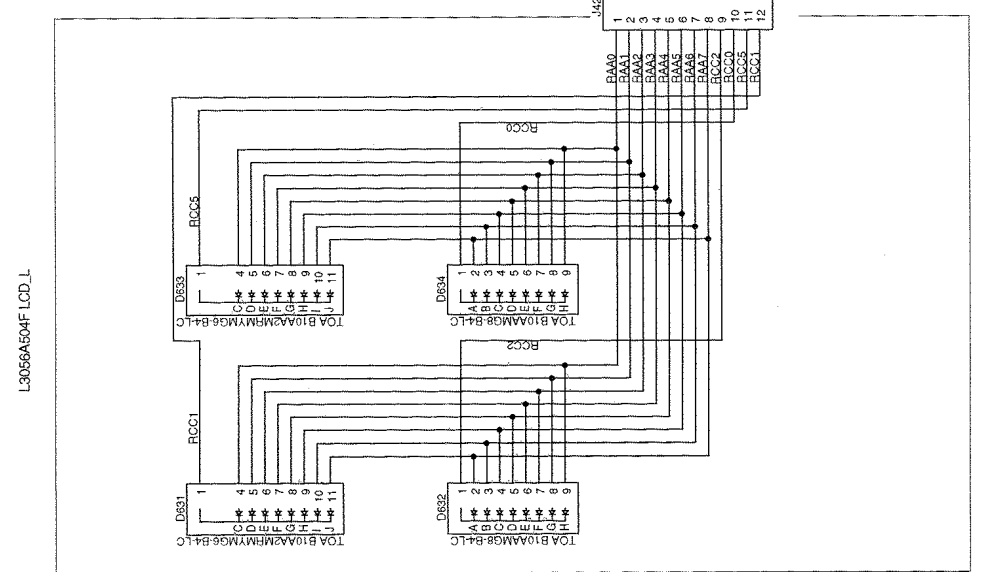 J42
1 2 3 4 5 6 7 8 9 10 11 12
RAA0
RAA1
RAA2
RAA3
RAA4
RAA5
RAA6
RAA7
RCC2
RCC0
RCC5
RCC1
RCC0
RCC5
D633
1 4 5 6 7 8 9 10 11
C D E F G H I J
TOA B10AA2MRMYMG6-B4-LC
D634
1 2 3 4 5 6 7 8 9
A B C D E F G H
TOA B10AAMG8-B4-LC
L3056A504F LCD_L
RCC2
RCC1
D631
1 4 5 6 7 8 9 10 11
C D E F G H I J
TOA B10AA2MRMYMG6-B4-LC
D632
1 2 3 4 5 6 7 8 9
A B C D E F G H
TOA B10AAMG8-B4-LC